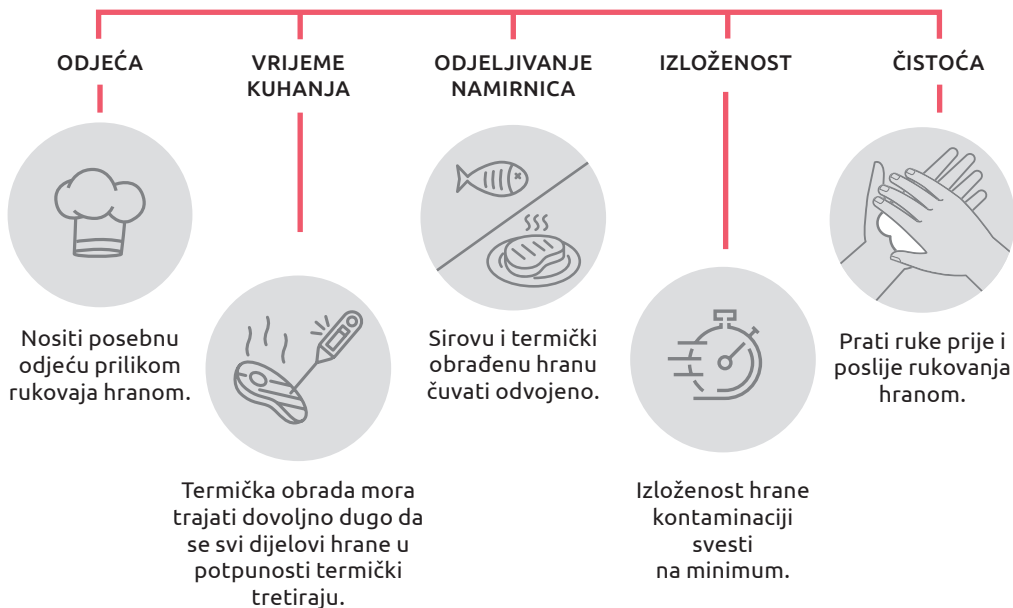 ODJEĆA
Nositi posebnu
odjeću prilikom
rukovaja hranom.
VRIJEME
KUHANJA
Termička obrada mora
trajati dovoljno dugo da
se svi dijelovi hrane u
potpunosti termički
tretiraju.
ODJELJIVANJE
NAMIRNICA
Sirovu i termički
obrađenu hranu
čuvati odvojeno.
IZLOŽENOST
Izloženost hrane
kontaminaciji
svesti
na minimum.
ČISTOĆA
Prati ruke prije i
poslije rukovanja
hranom.